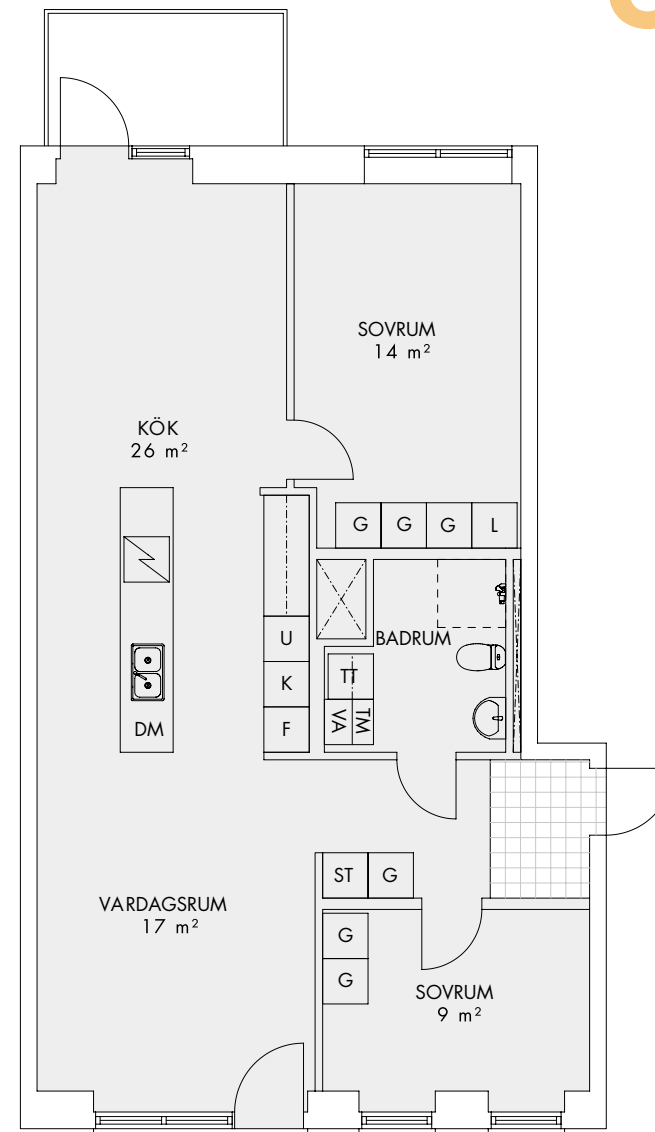 SOVRUM
14 m²
KÖK
26 m²
G G G L
U
K
F
BADRUM
TT
VA
TM
DM
ST G
VARDAGSRUM
17 m²
G
G
SOVRUM
9 m²